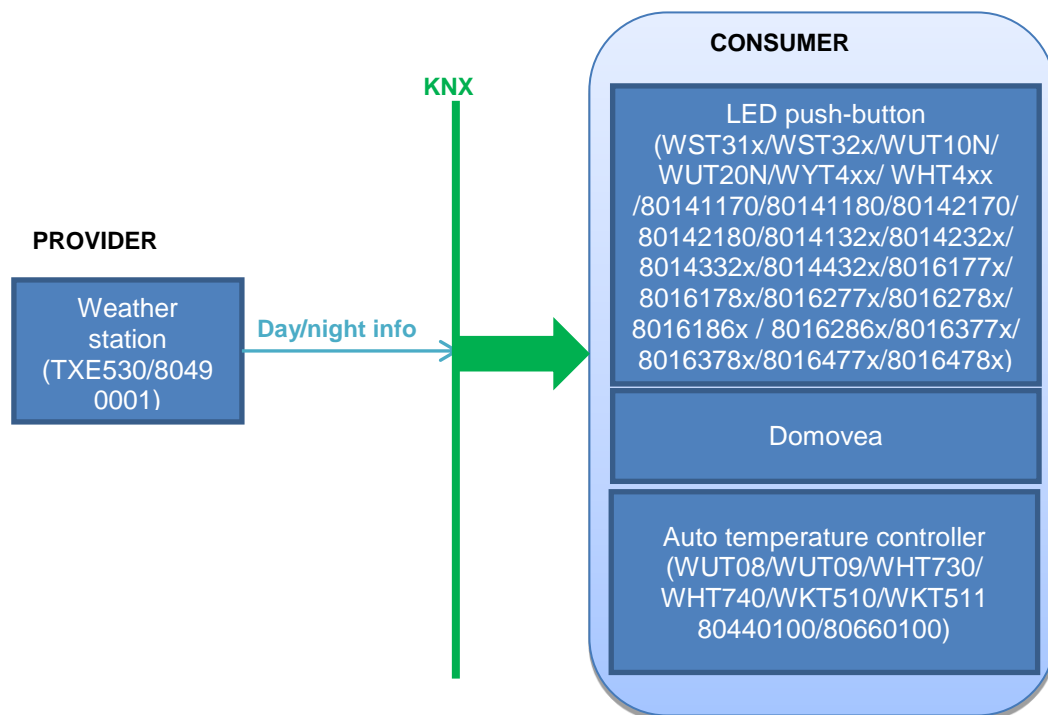 PROVIDER
Weather
station
(TXE530/8049
0001)
Day/night info
KNX
CONSUMER
LED push-button
(WST31x/WST32x/WUT10N/
WUT20N/WYT4xx/ WHT4xx
/80141170/80141180/80142170/
80142180/8014132x/8014232x/
8014332x/8014432x/8016177x/
8016178x/8016277x/8016278x/
8016186x / 8016286x/8016377x/
8016378x/8016477x/8016478x)
Domovea
Auto temperature controller
(WUT08/WUT09/WHT730/
WHT740/WKT510/WKT511
80440100/80660100)